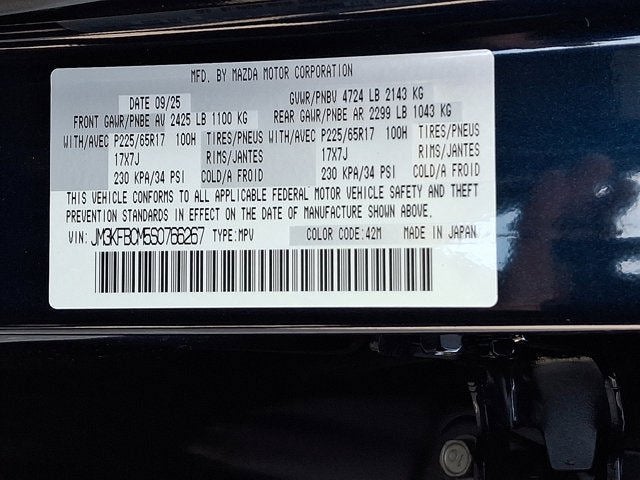 MFD. BY MAZDA MOTOR CORPORATION
DATE 09/25 GVWR/PNBV 4724 LB 2143 KG
FRONT GAWR/PNBE AV 2425 LB 1100 KG REAR GAWR/PNBE AR 2299 LB 1043 KG
WITH/AVEC P225/65R17 100H TIRES/PNEUS WITH/AVEC P225/65R17 100H TIRES/PNEUS
17X7J RIMS/JANTES 17X7J RIMS/JANTES
230 KPA/34 PSI COLD/A FROID 230 KPA/34 PSI COLD/A FROID
THIS VEHICLE CONFORMS TO ALL APPLICABLE FEDERAL MOTOR VEHICLE SAFETY AND THEFT
PREVENTION STANDARDS IN EFFECT ON THE DATE OF MANUFACTURE SHOWN ABOVE.
VIN: JM3KFBCM5S0766267 TYPE:MPV COLOR CODE:42M MADE IN JAPAN